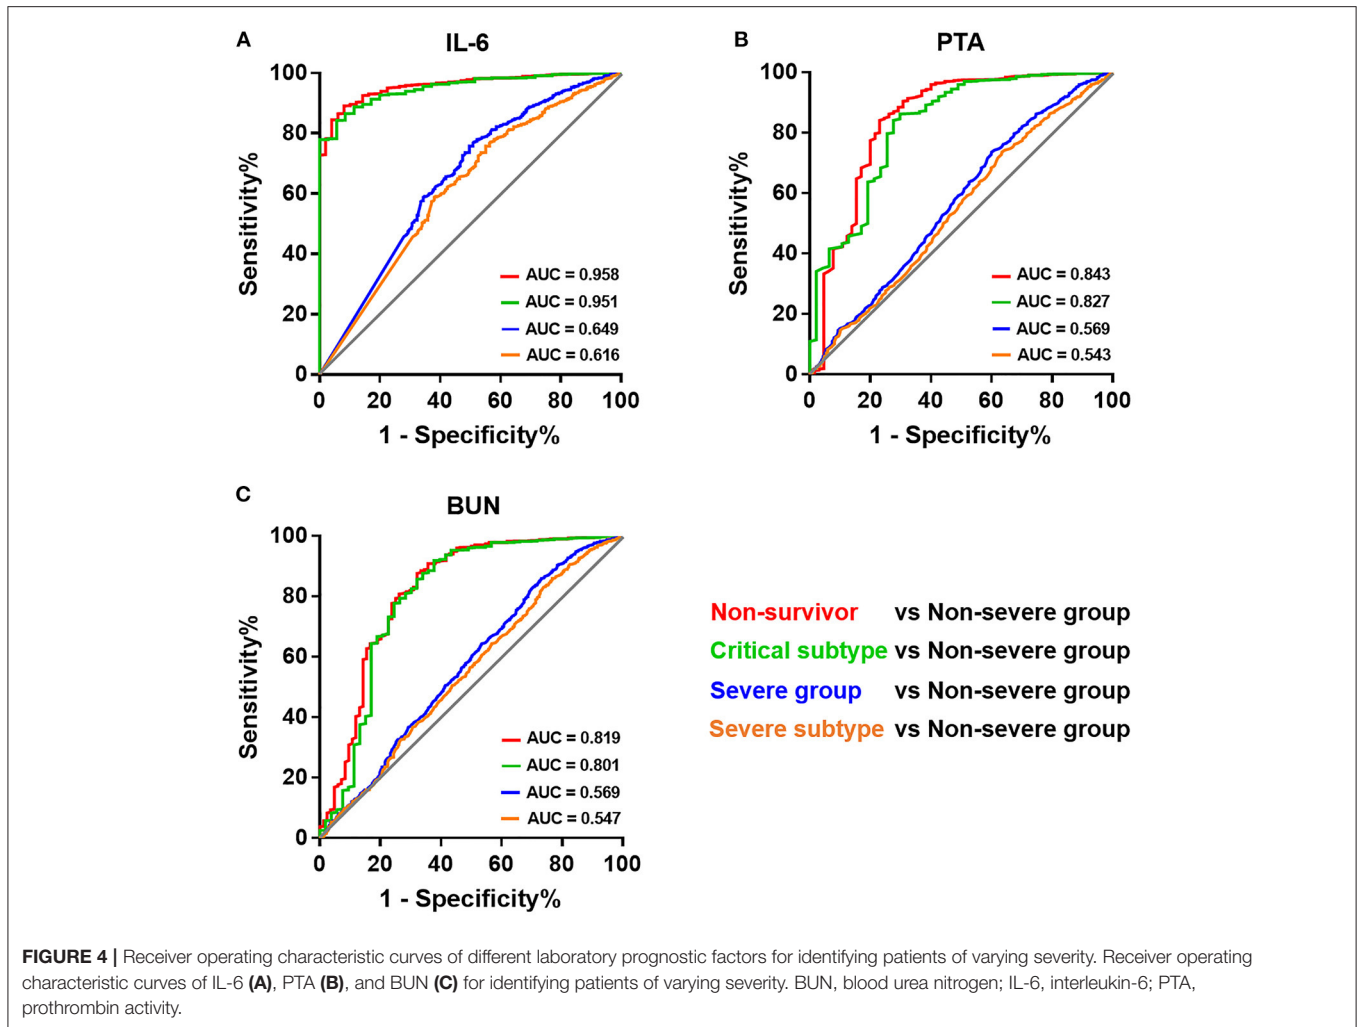 A
IL-6
100
80
60
40
20
0
Sensitivity%
AUC = 0.958
AUC = 0.951
AUC = 0.649
AUC = 0.616
0 20 40 60 80 100
1 - Specificity%
B
PTA
100
80
60
40
20
0
Sensitivity%
AUC = 0.843
AUC = 0.827
AUC = 0.569
AUC = 0.543
0 20 40 60 80 100
1 - Specificity%
C
BUN
100
80
60
40
20
0
Sensitivity%
AUC = 0.819
AUC = 0.801
AUC = 0.569
AUC = 0.547
0 20 40 60 80 100
1 - Specificity%
Non-survivor vs Non-severe group
Critical subtype vs Non-severe group
Severe group vs Non-severe group
Severe subtype vs Non-severe group
FIGURE 4 | Receiver operating characteristic curves of different laboratory prognostic factors for identifying patients of varying severity. Receiver operating
characteristic curves of IL-6 (A), PTA (B), and BUN (C) for identifying patients of varying severity. BUN, blood urea nitrogen; IL-6, interleukin-6; PTA,
prothrombin activity.